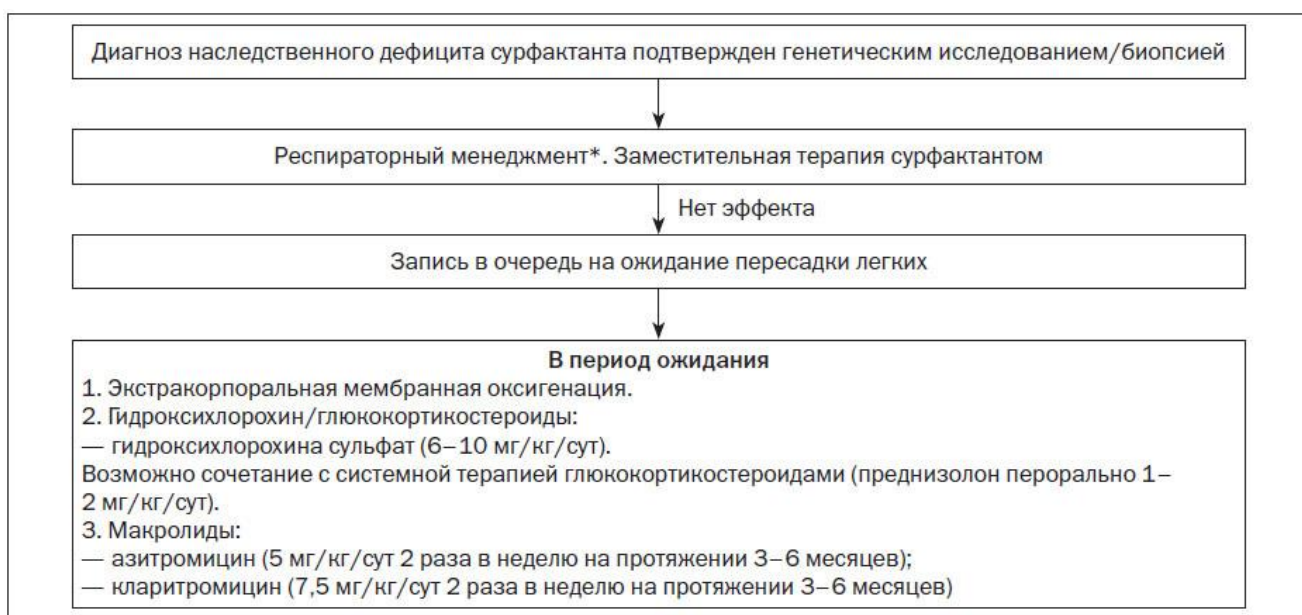 Диагноз наследственного дефицита сурфактанта подтвержден генетическим исследованием/биопсией
Респираторный менеджмент*. Заместительная терапия сурфактантом
Нет эффекта
Запись в очередь на ожидание пересадки легких
В период ожидания
1. Экстракорпоральная мембранная оксигенация.
2. Гидроксихлорохин/глюкокортикостероиды:
— гидроксихлорохина сульфат (6–10 мг/кг/сут).
Возможно сочетание с системной терапией глюкокортикостероидами (преднизолон перорально 1–
2 мг/кг/сут).
3. Макролиды:
— азитромицин (5 мг/кг/сут 2 раза в неделю на протяжении 3–6 месяцев);
— кларитромицин (7,5 мг/кг/сут 2 раза в неделю на протяжении 3–6 месяцев)